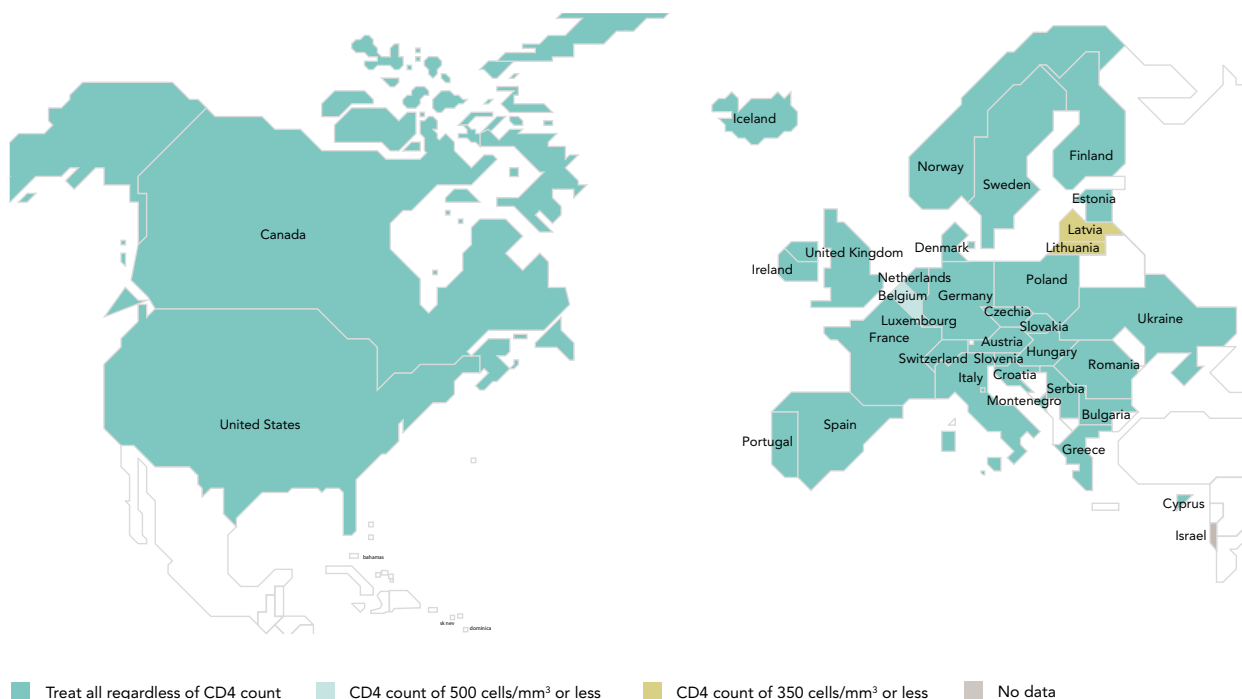 Iceland
Norway
Finland
Sweden
Estonia
Latvia
Lithuania
Canada
United Kingdom
Denmark
Ireland
Netherlands
Poland
Belgium
Germany
Czechia
Ukraine
Luxembourg
Slovakia
France
Austria
Hungary
Switzerland
Slovenia
Romania
Italy
Croatia
Serbia
Montenegro
Bulgaria
United States
Spain
Portugal
Greece
Cyprus
Israel
bahamas
sk nev
dominica
Treat all regardless of CD4 count
CD4 count of 500 cells/mm³ or less
CD4 count of 350 cells/mm³ or less
No data